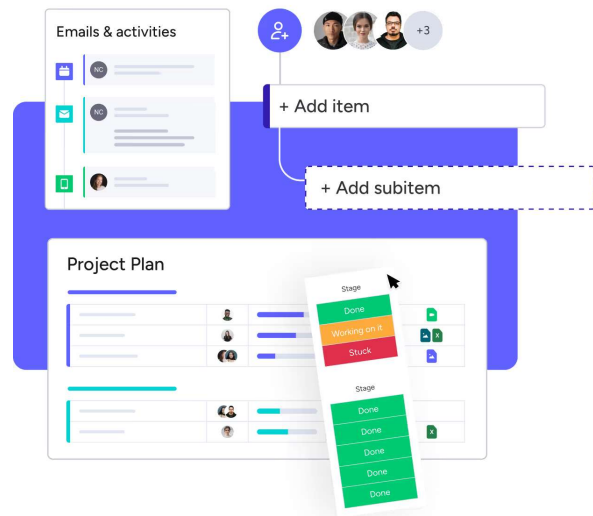 Emails & activities
NC
NC
+3
+ Add item
+ Add subitem
Project Plan
Stage
Done
Working on it
Stuck
X
Stage
Done
Done
Done
Done
Done
X